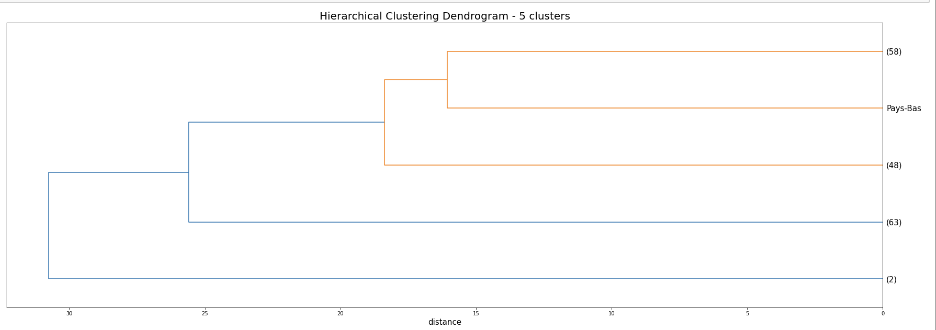 Hierarchical Clustering Dendrogram - 5 clusters
(58)
Pays-Bas
(48)
(63)
(2)
30 25 20 15 10 5 0
distance